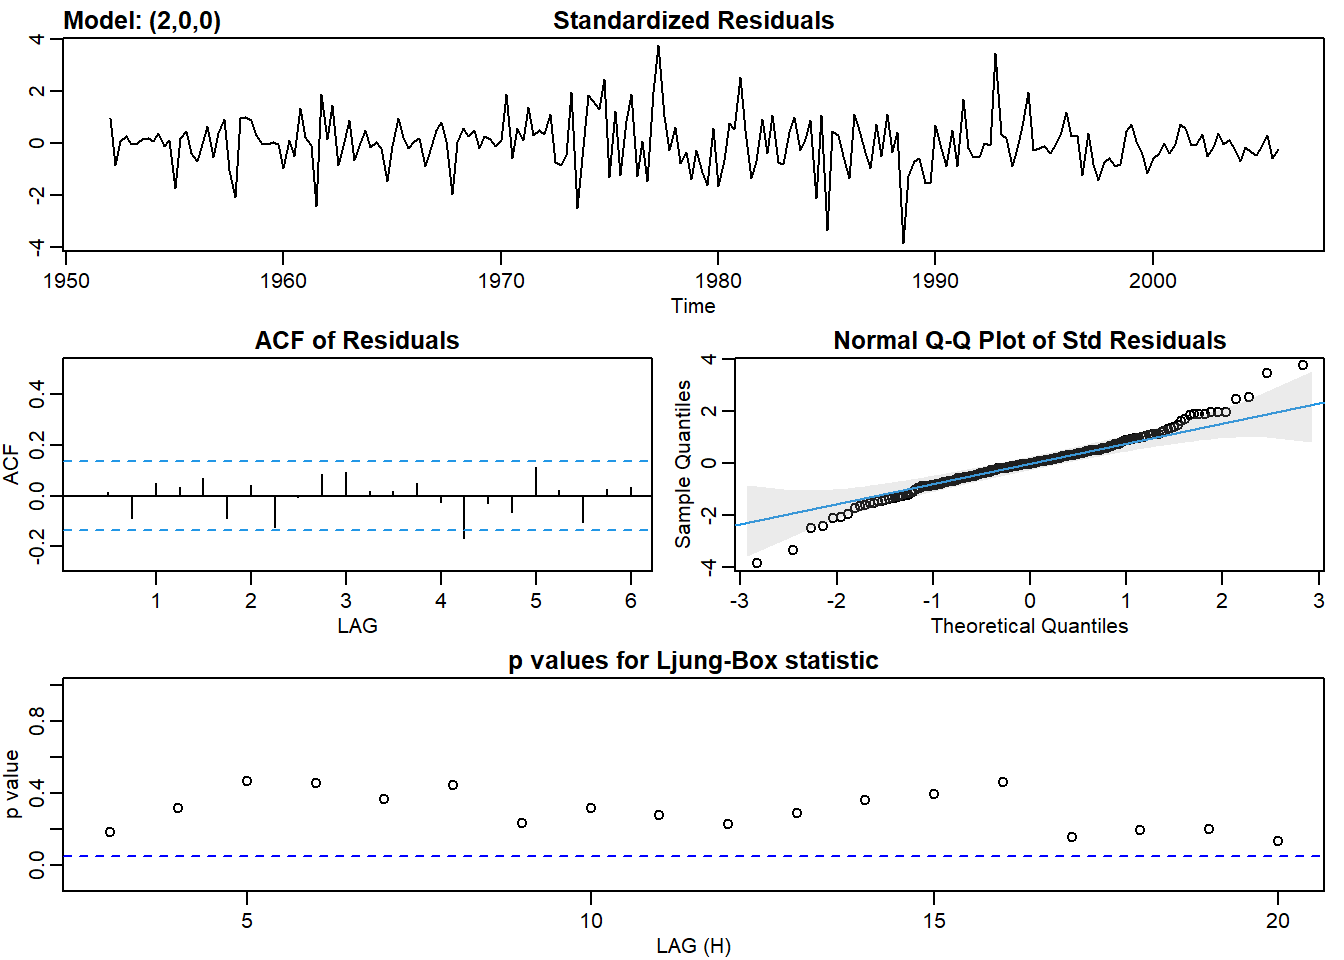 Model: (2,0,0) Standardized Residuals
4
2
0
-2
-4
1950 1960 1970 1980 1990 2000
Time
ACF of Residuals
ACF
0.4
0.2
0.0
-0.2
1 2 3 4 5 6
LAG
Normal Q-Q Plot of Std Residuals
Sample Quantiles
4
2
0
-2
-4
-3 -2 -1 0 1 2 3
Theoretical Quantiles
p values for Ljung-Box statistic
p value
0.8
0.4
0.0
5 10 15 20
LAG (H)